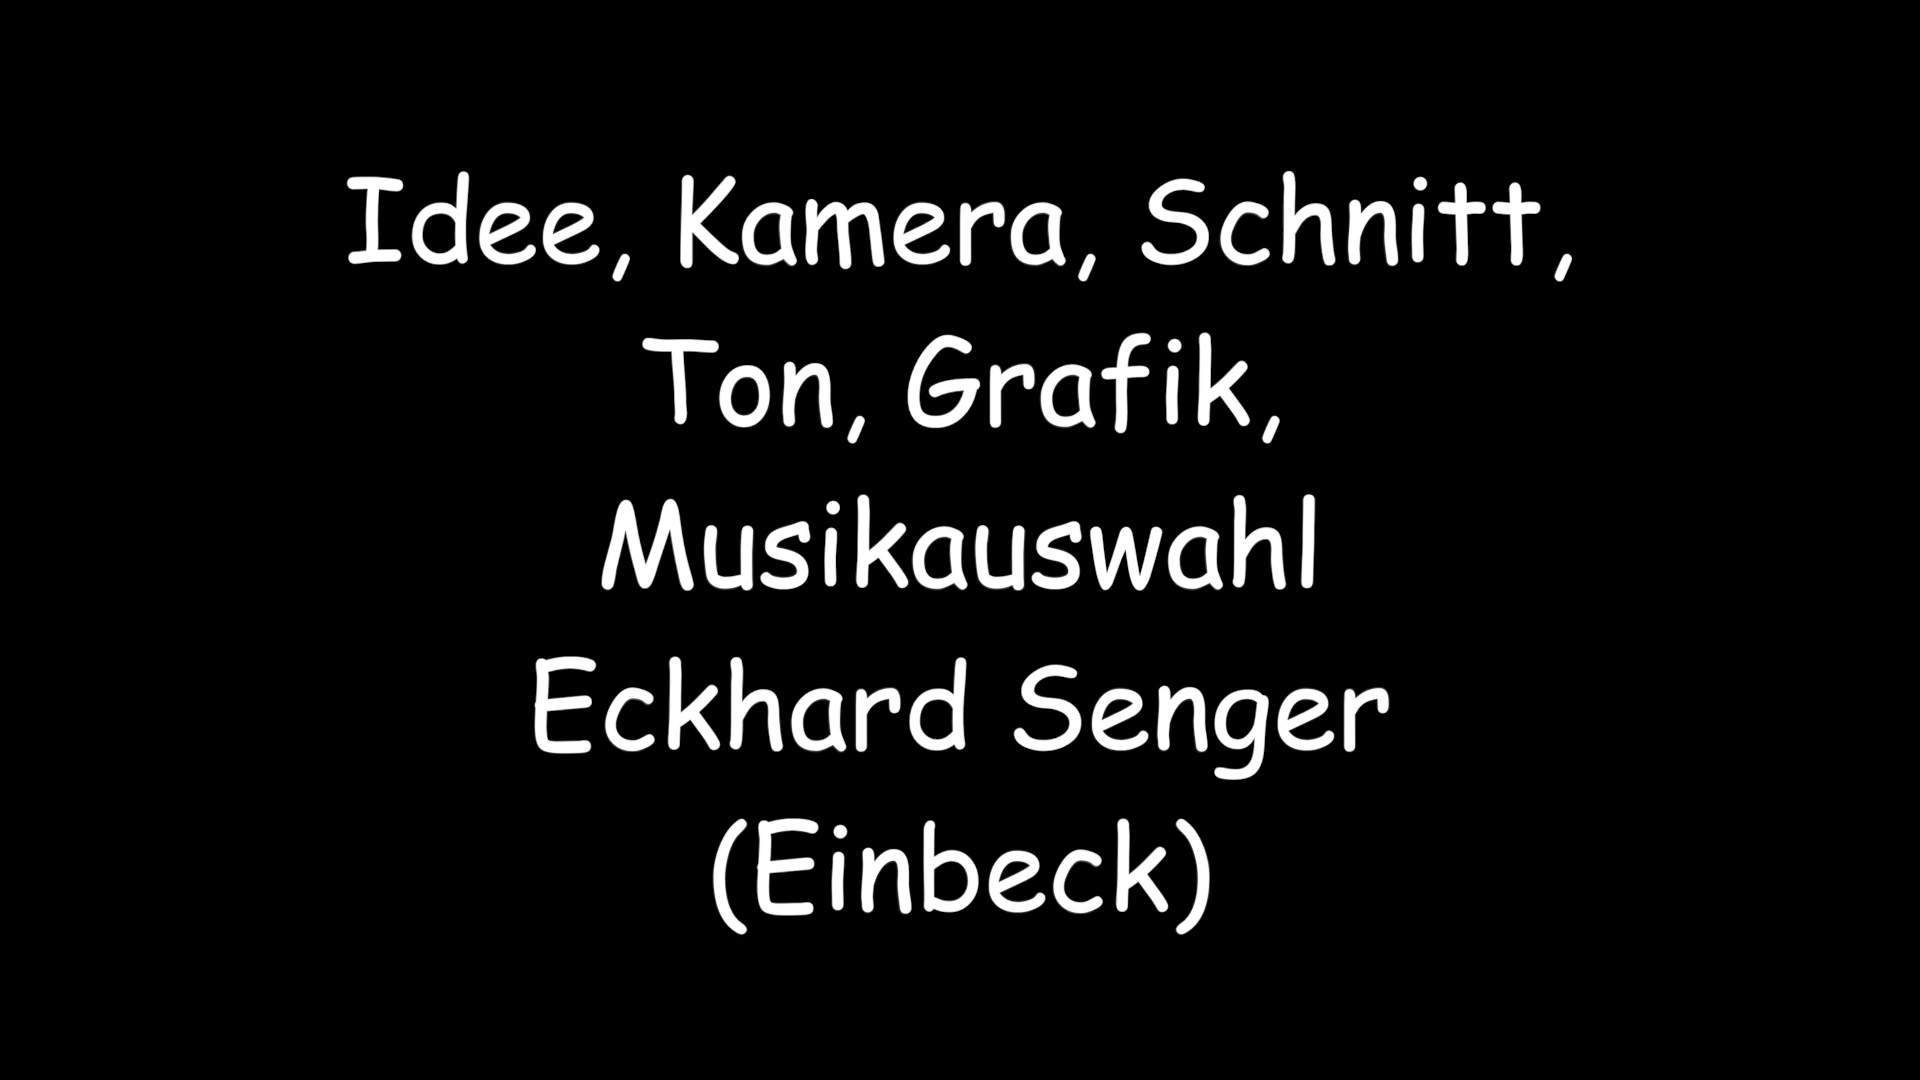 Idee, Kamera, Schnitt,
Ton, Grafik,
Musikauswahl
Eckhard Senger
(Einbeck)